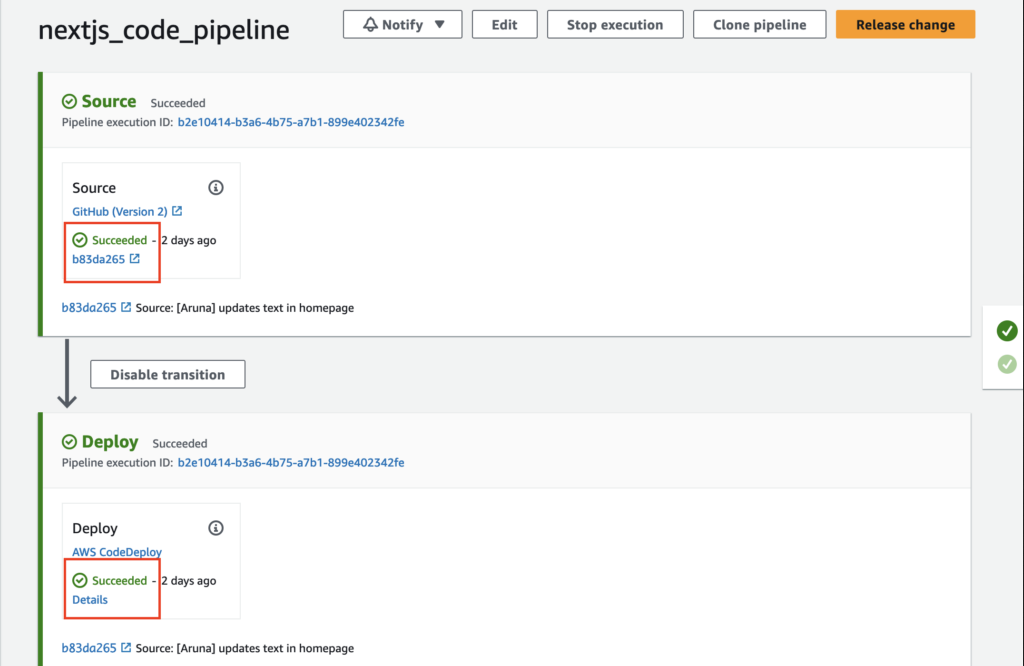 nextjs_code_pipeline
Notify
Edit
Stop execution
Clone pipeline
Release change
Source Succeeded
Pipeline execution ID: b2e10414-b3a6-4b75-a7b1-899e402342fe
Source
GitHub (Version 2)
Succeeded - 2 days ago
b83da265
b83da265 Source: [Aruna] updates text in homepage
Disable transition
Deploy Succeeded
Pipeline execution ID: b2e10414-b3a6-4b75-a7b1-899e402342fe
Deploy
AWS CodeDeploy
Succeeded - 2 days ago
Details
b83da265 Source: [Aruna] updates text in homepage